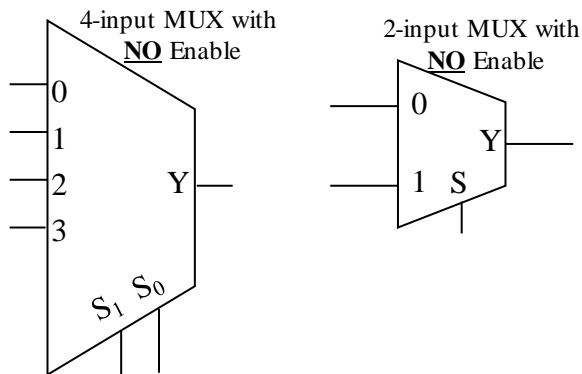 4-input MUX with
NO Enable
0
1
2
3
Y
S1 S0
2-input MUX with
NO Enable
0
1
S
Y